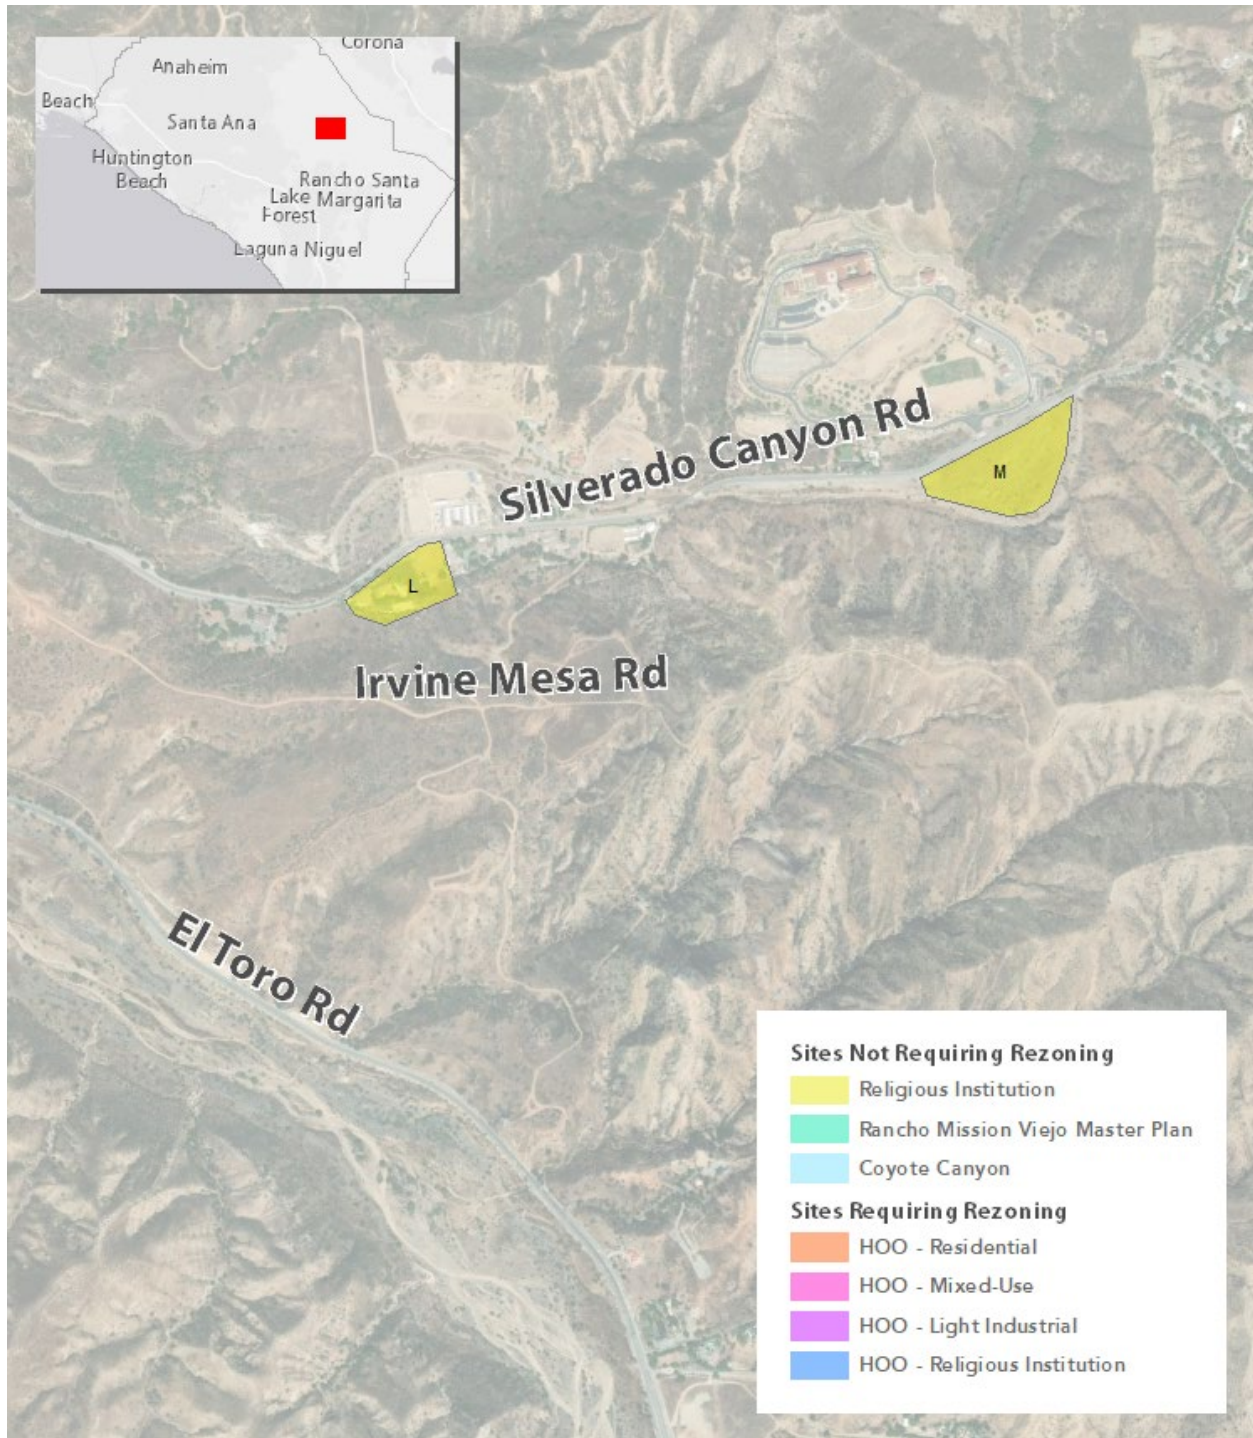 Corona
Anaheim
Beach
Santa Ana
Huntington
Beach
Rancho Santa
Lake Margarita
Forest
Laguna Niguel
Silverado Canyon Rd
M
L
Irvine Mesa Rd
El Toro Rd
Sites Not Requiring Rezoning
Religious Institution
Rancho Mission Viejo Master Plan
Coyote Canyon
Sites Requiring Rezoning
HOO - Residential
HOO - Mixed-Use
HOO - Light Industrial
HOO - Religious Institution